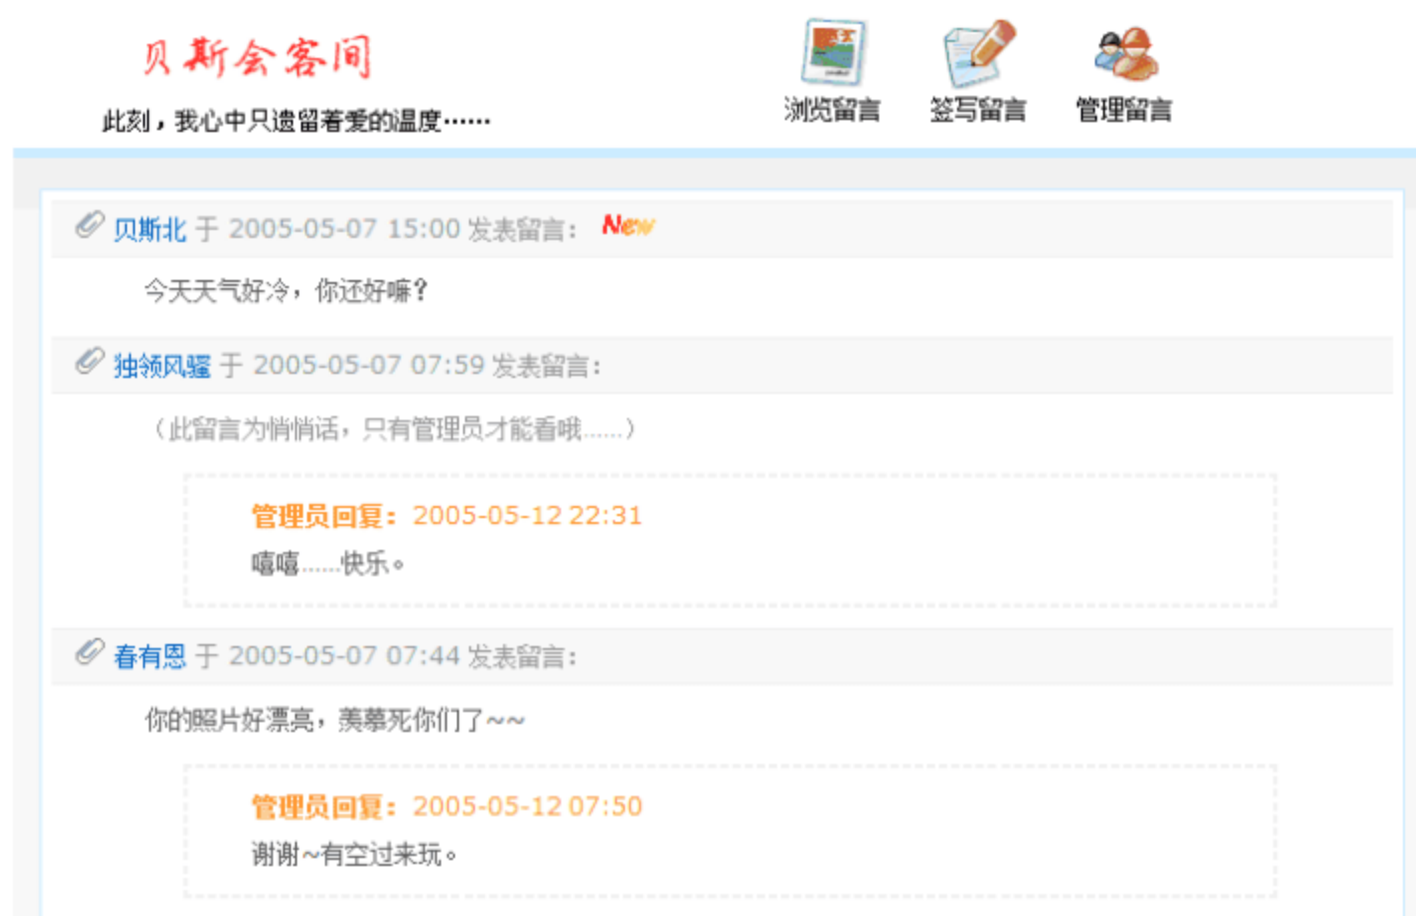 贝斯会客间
此刻，我心中只遗留着爱的温度……
浏览留言 签写留言 管理留言
贝斯北 于 2005-05-07 15:00 发表留言： New
今天天气好冷，你还好嘛？
独领风骚 于 2005-05-07 07:59 发表留言：
（此留言为悄悄话，只有管理员才能看哦......）
管理员回复：2005-05-12 22:31
嘻嘻......快乐。
春有恩 于 2005-05-07 07:44 发表留言：
你的照片好漂亮，羡慕死你们了~~
管理员回复：2005-05-12 07:50
谢谢~有空过来玩。